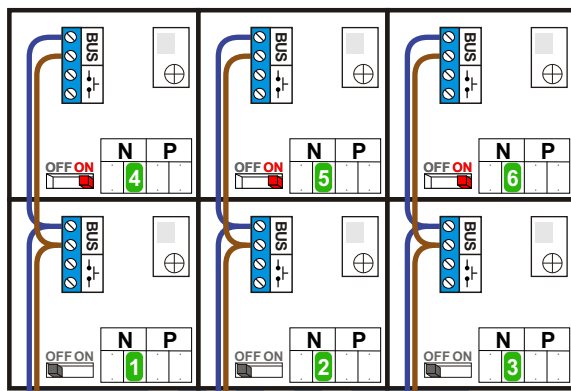 BUS BUS BUS
N P N P N P
OFF ON OFF ON OFF ON
4 5 6
BUS BUS BUS
N P N P N P
OFF ON OFF ON OFF ON
1 2 3